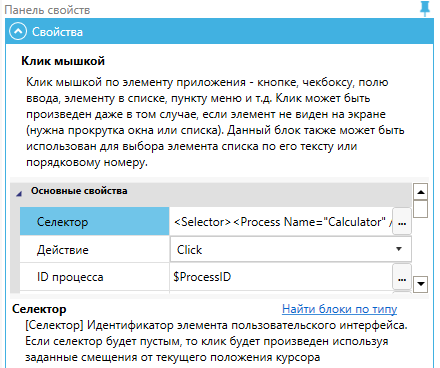 Панель свойств
Свойства
Клик мышкой
Клик мышкой по элементу приложения - кнопке, чекбоксу, полю
ввода, элементу в списке, пункту меню и т.д. Клик может быть
произведен даже в том случае, если элемент не виден на экране
(нужна прокрутка окна или списка). Данный блок также может быть
использован для выбора элемента списка по его тексту или
порядковому номеру.
Основные свойства
Селектор <Selector><Process Name="Calculator" / ...
Действие Click
ID процесса $ProcessID ...
Селектор Найти блоки по типу
[Селектор] Идентификатор элемента пользовательского интерфейса.
Если селектор будет пустым, то клик будет произведен используя
заданные смещения от текущего положения курсора